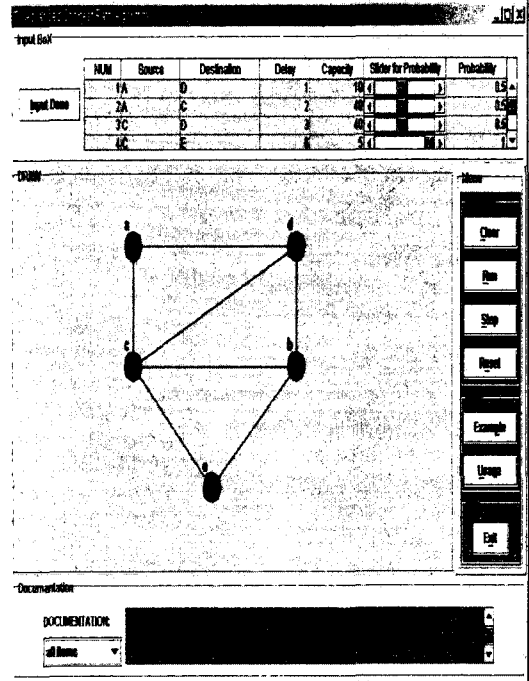 Input BoX
NUM Source Destination Delay Capacity Slider for Probability Probability
1 A D 1 10 0.5
2 A C 2 40 0.5
3 C D 3 40 0.5
4 C E 5 1
Input Done
DRAW
Menu
a d
c b
e
Clear
Run
Stop
Reset
Example
Usage
Exit
Documentation
DOCUMENTATION:
all items